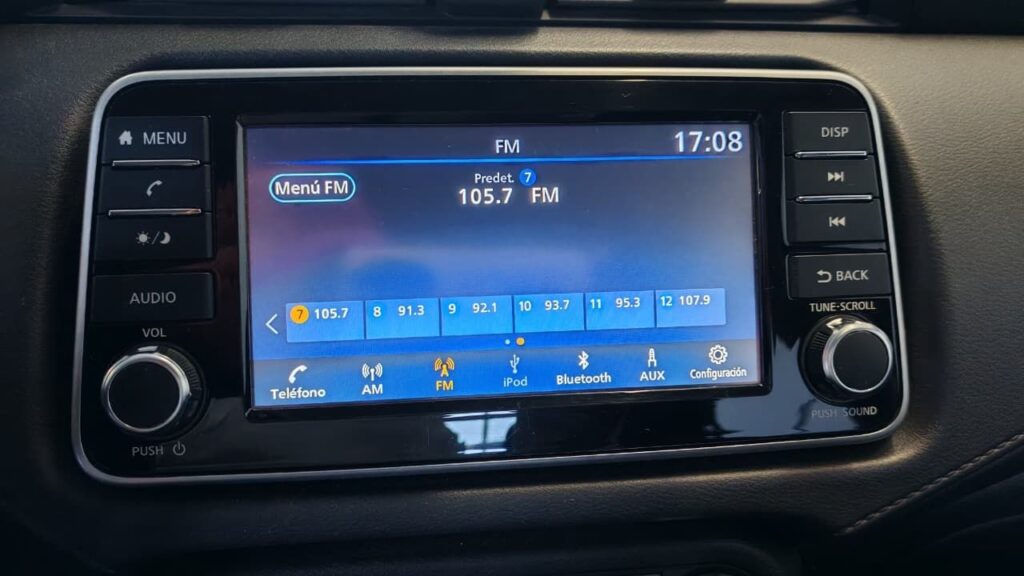 MENU
AUDIO
VOL
PUSH
FM 17:08
Menú FM
Predet. 7
105.7 FM
7 105.7 8 91.3 9 92.1 10 93.7 11 95.3 12 107.9
Teléfono AM FM iPod Bluetooth AUX Configuración
DISP
BACK
TUNE·SCROLL
PUSH SOUND